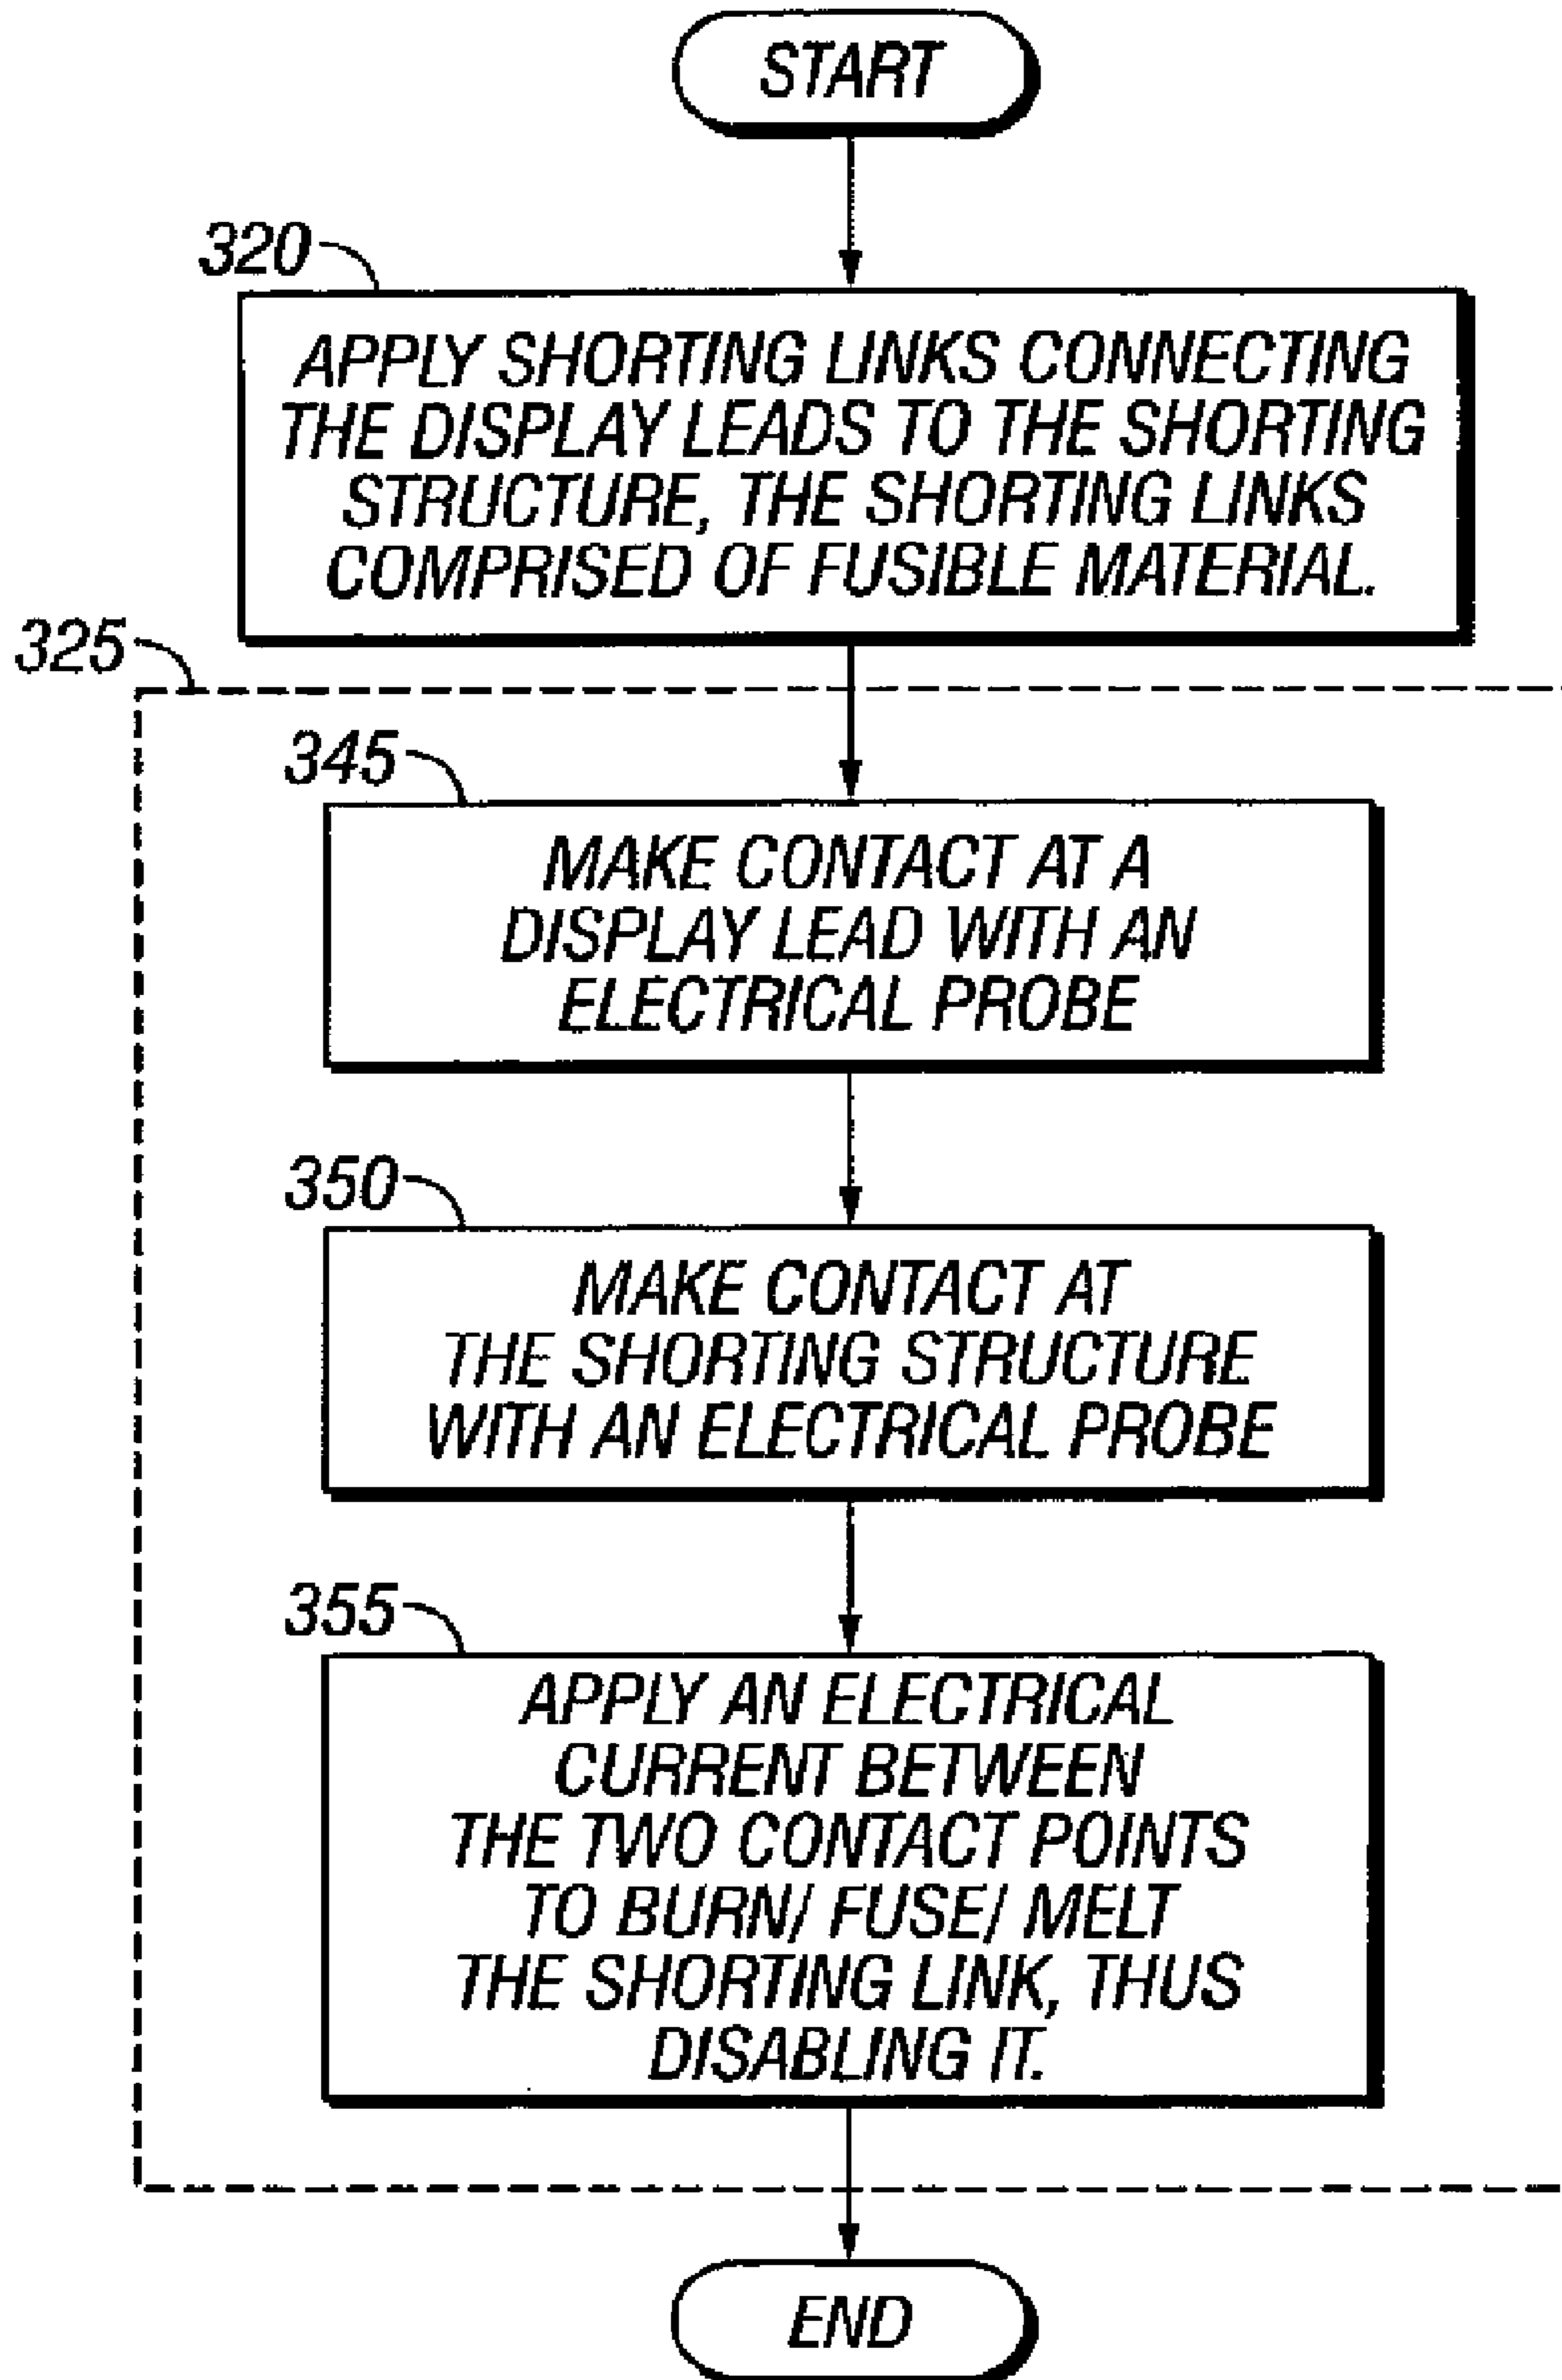 START
320
APPLY SHORTING LINKS CONNECTING
THE DISPLAY LEADS TO THE SHORTING
STRUCTURE, THE SHORTING LINKS
COMPRISED OF FUSIBLE MATERIAL.
325
345
MAKE CONTACT AT A
DISPLAY LEAD WITH AN
ELECTRICAL PROBE
350
MAKE CONTACT AT
THE SHORTING STRUCTURE
WITH AN ELECTRICAL PROBE
355
APPLY AN ELECTRICAL
CURRENT BETWEEN
THE TWO CONTACT POINTS
TO BURN/ FUSE/ MELT
THE SHORTING LINK, THUS
DISABLING IT.
END